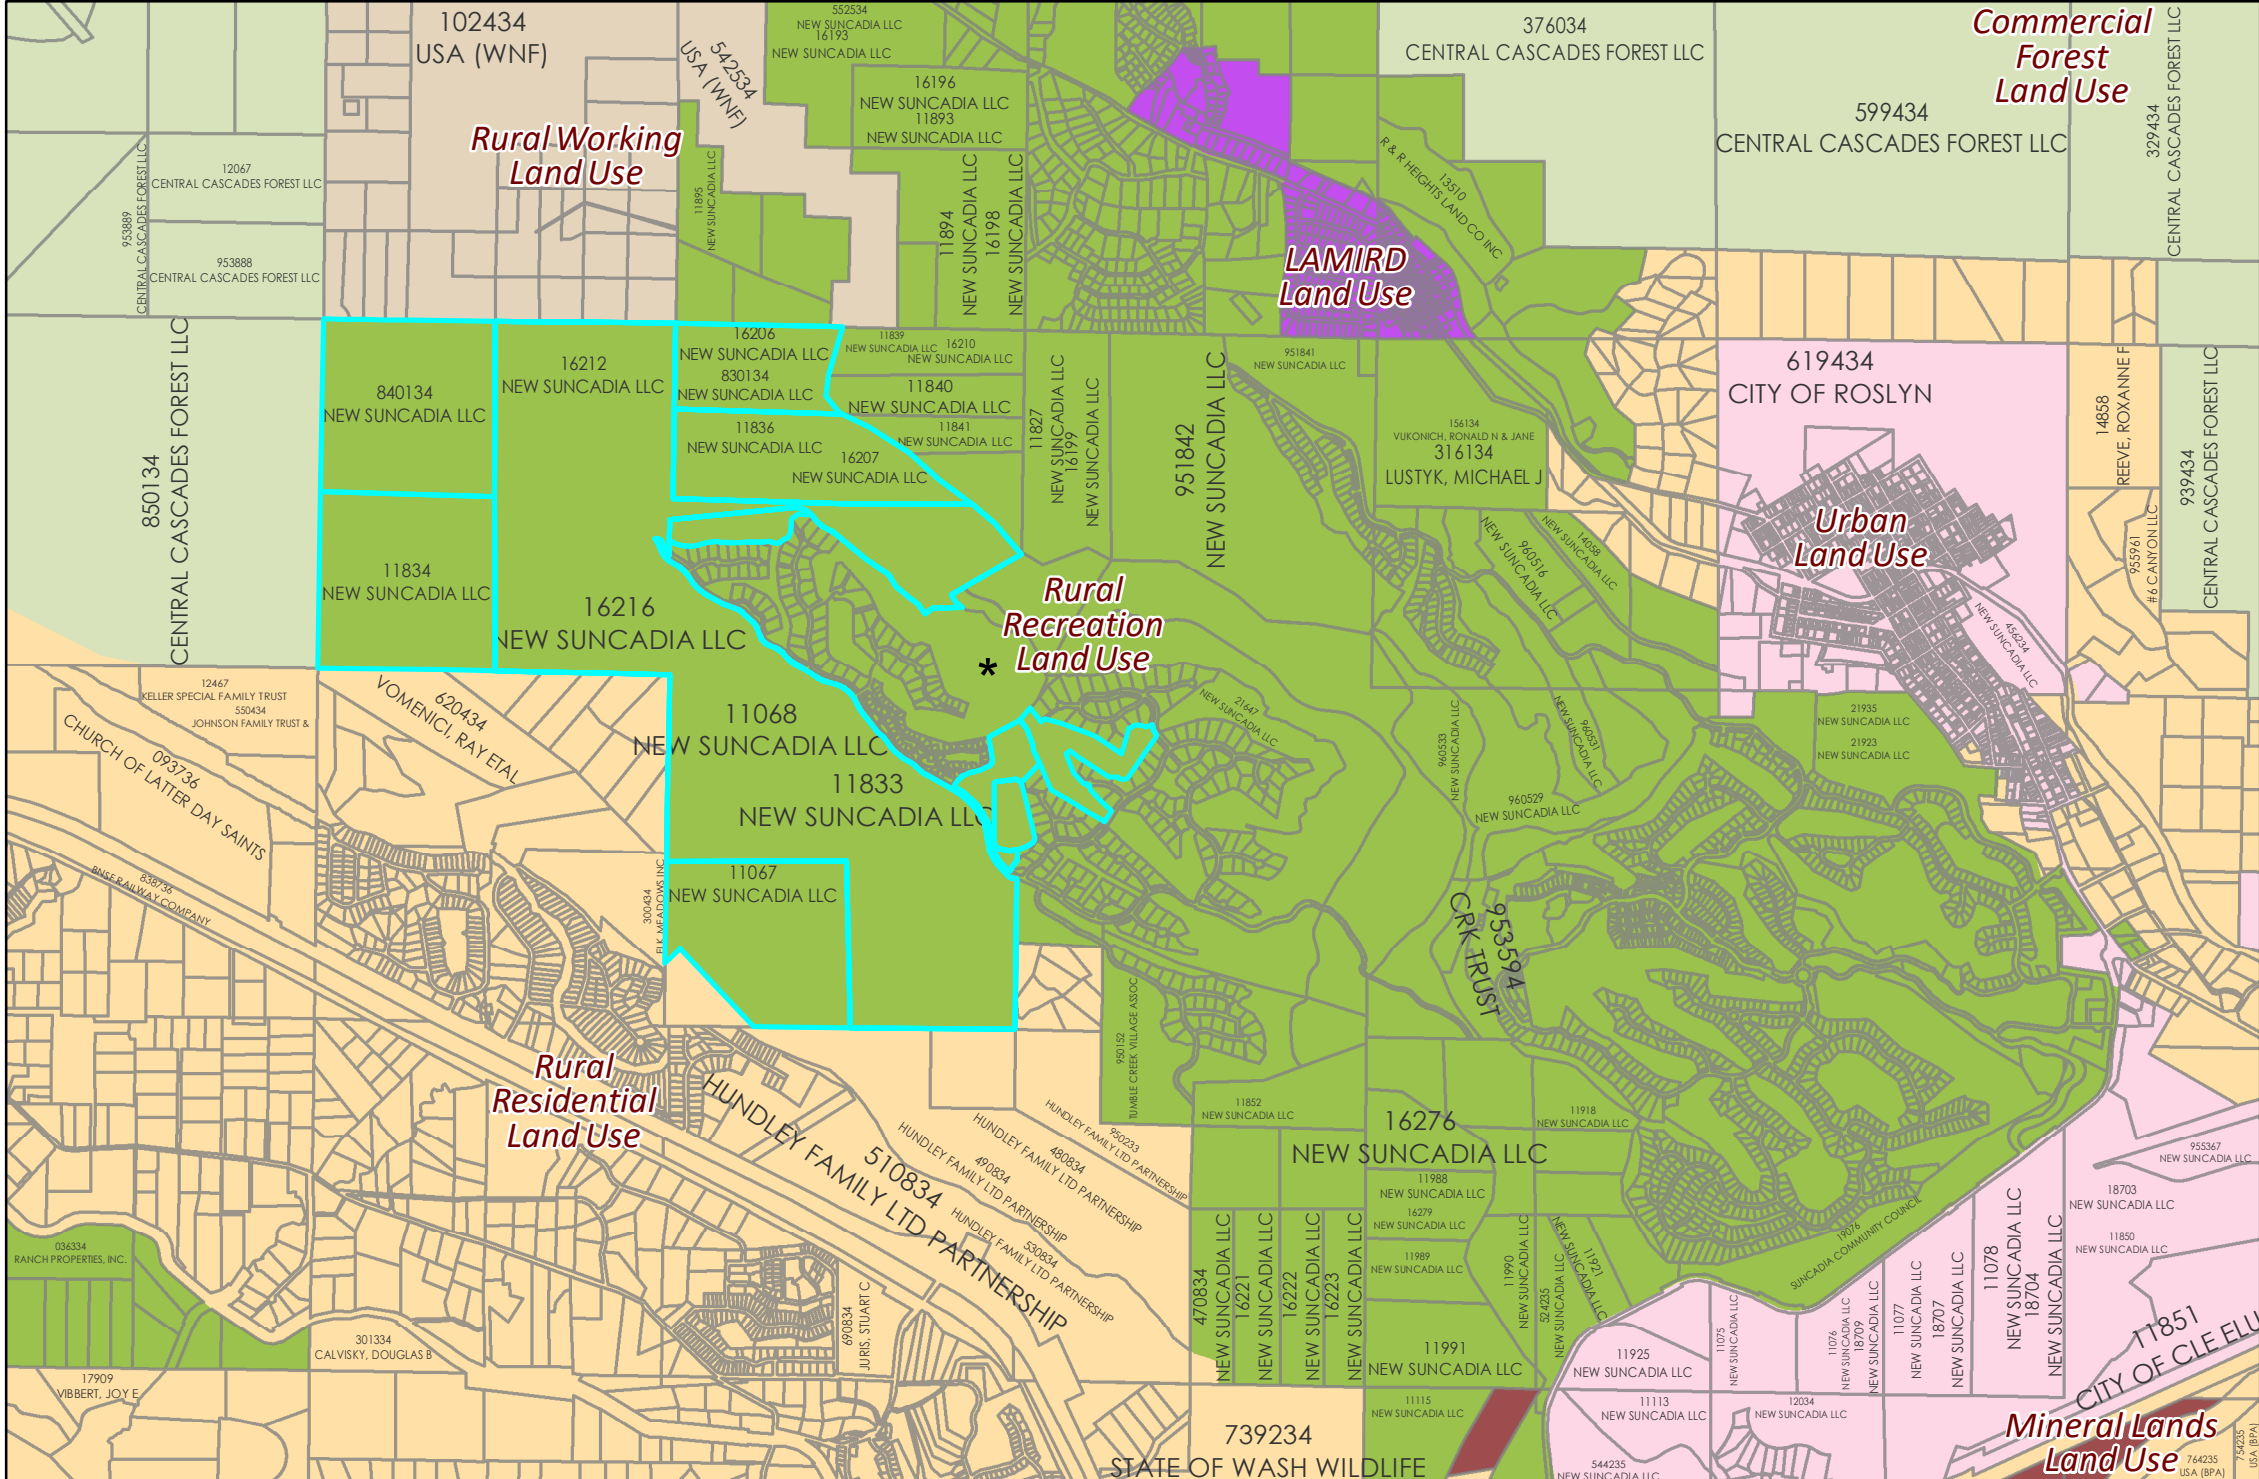 102434
USA (WNF)
542534
USA (WNF)
552534
NEW SUNCADIA LLC
16193
NEW SUNCADIA LLC
16196
NEW SUNCADIA LLC
11893
NEW SUNCADIA LLC
376034
CENTRAL CASCADES FOREST LLC
Commercial
Forest
Land Use
599434
CENTRAL CASCADES FOREST LLC
329434
CENTRAL CASCADES FOREST LLC
Rural Working
Land Use
12067
CENTRAL CASCADES FOREST LLC
953889
CENTRAL CASCADES FOREST LLC
953888
CENTRAL CASCADES FOREST LLC
11895
NEW SUNCADIA LLC
11894
NEW SUNCADIA LLC
16198
NEW SUNCADIA LLC
13510
R & R HEIGHTS LAND CO INC
LAMIRD
Land Use
850134
CENTRAL CASCADES FOREST LLC
840134
NEW SUNCADIA LLC
16212
NEW SUNCADIA LLC
16206
NEW SUNCADIA LLC
830134
NEW SUNCADIA LLC
11839
NEW SUNCADIA LLC
16210
NEW SUNCADIA LLC
11840
NEW SUNCADIA LLC
11841
NEW SUNCADIA LLC
11836
NEW SUNCADIA LLC
16207
NEW SUNCADIA LLC
11827
NEW SUNCADIA LLC
16199
NEW SUNCADIA LLC
951842
NEW SUNCADIA LLC
951841
NEW SUNCADIA LLC
156134
VUKONICH, RONALD N & JANE
316134
LUSTYK, MICHAEL J
619434
CITY OF ROSLYN
14858
REEVE, ROXANNE F
939434
CENTRAL CASCADES FOREST LLC
955961
#6 CANYON LLC
Urban
Land Use
960516
NEW SUNCADIA LLC
14058
NEW SUNCADIA LLC
456234
NEW SUNCADIA LLC
11834
NEW SUNCADIA LLC
16216
NEW SUNCADIA LLC
Rural
Recreation
Land Use
*
12467
KELLER SPECIAL FAMILY TRUST
550434
JOHNSON FAMILY TRUST &
620434
VOMENICI, RAY ETAL
093736
CHURCH OF LATTER DAY SAINTS
838736
BNSF RAILWAY COMPANY
11068
NEW SUNCADIA LLC
11833
NEW SUNCADIA LLC
21647
NEW SUNCADIA LLC
960533
NEW SUNCADIA LLC
960531
NEW SUNCADIA LLC
960529
NEW SUNCADIA LLC
21935
NEW SUNCADIA LLC
21923
NEW SUNCADIA LLC
300434
ELK MEADOWS INC
11067
NEW SUNCADIA LLC
953594
CRK TRUST
950152
TUMBLE CREEK VILLAGE ASSOC
Rural
Residential
Land Use
510834
HUNDLEY FAMILY LTD PARTNERSHIP
490834
HUNDLEY FAMILY LTD PARTNERSHIP
480834
HUNDLEY FAMILY LTD PARTNERSHIP
950233
HUNDLEY FAMILY LTD PARTNERSHIP
530834
HUNDLEY FAMILY LTD PARTNERSHIP
11852
NEW SUNCADIA LLC
16276
NEW SUNCADIA LLC
11918
NEW SUNCADIA LLC
11988
NEW SUNCADIA LLC
16279
NEW SUNCADIA LLC
11989
NEW SUNCADIA LLC
11990
NEW SUNCADIA LLC
524235
NEW SUNCADIA LLC
11921
NEW SUNCADIA LLC
19076
SUNCADIA COMMUNITY COUNCIL
955367
NEW SUNCADIA LLC
18703
NEW SUNCADIA LLC
11850
NEW SUNCADIA LLC
036334
RANCH PROPERTIES, INC.
301334
CALVISKY, DOUGLAS B
17909
VIBBERT, JOY E
690834
JURIS, STUART C
470834
NEW SUNCADIA LLC
16221
NEW SUNCADIA LLC
16222
NEW SUNCADIA LLC
16223
NEW SUNCADIA LLC
11991
NEW SUNCADIA LLC
11925
NEW SUNCADIA LLC
11075
NEW SUNCADIA LLC
11076
NEW SUNCADIA LLC
18709
NEW SUNCADIA LLC
11077
NEW SUNCADIA LLC
18707
NEW SUNCADIA LLC
11078
NEW SUNCADIA LLC
18704
NEW SUNCADIA LLC
11851
CITY OF CLE ELU
11115
NEW SUNCADIA LLC
11113
NEW SUNCADIA LLC
12034
NEW SUNCADIA LLC
739234
STATE OF WASH WILDLIFE
544235
NEW SUNCADIA LLC
Mineral Lands
Land Use
764235
USA (BPA)
754235
USA (BPA)